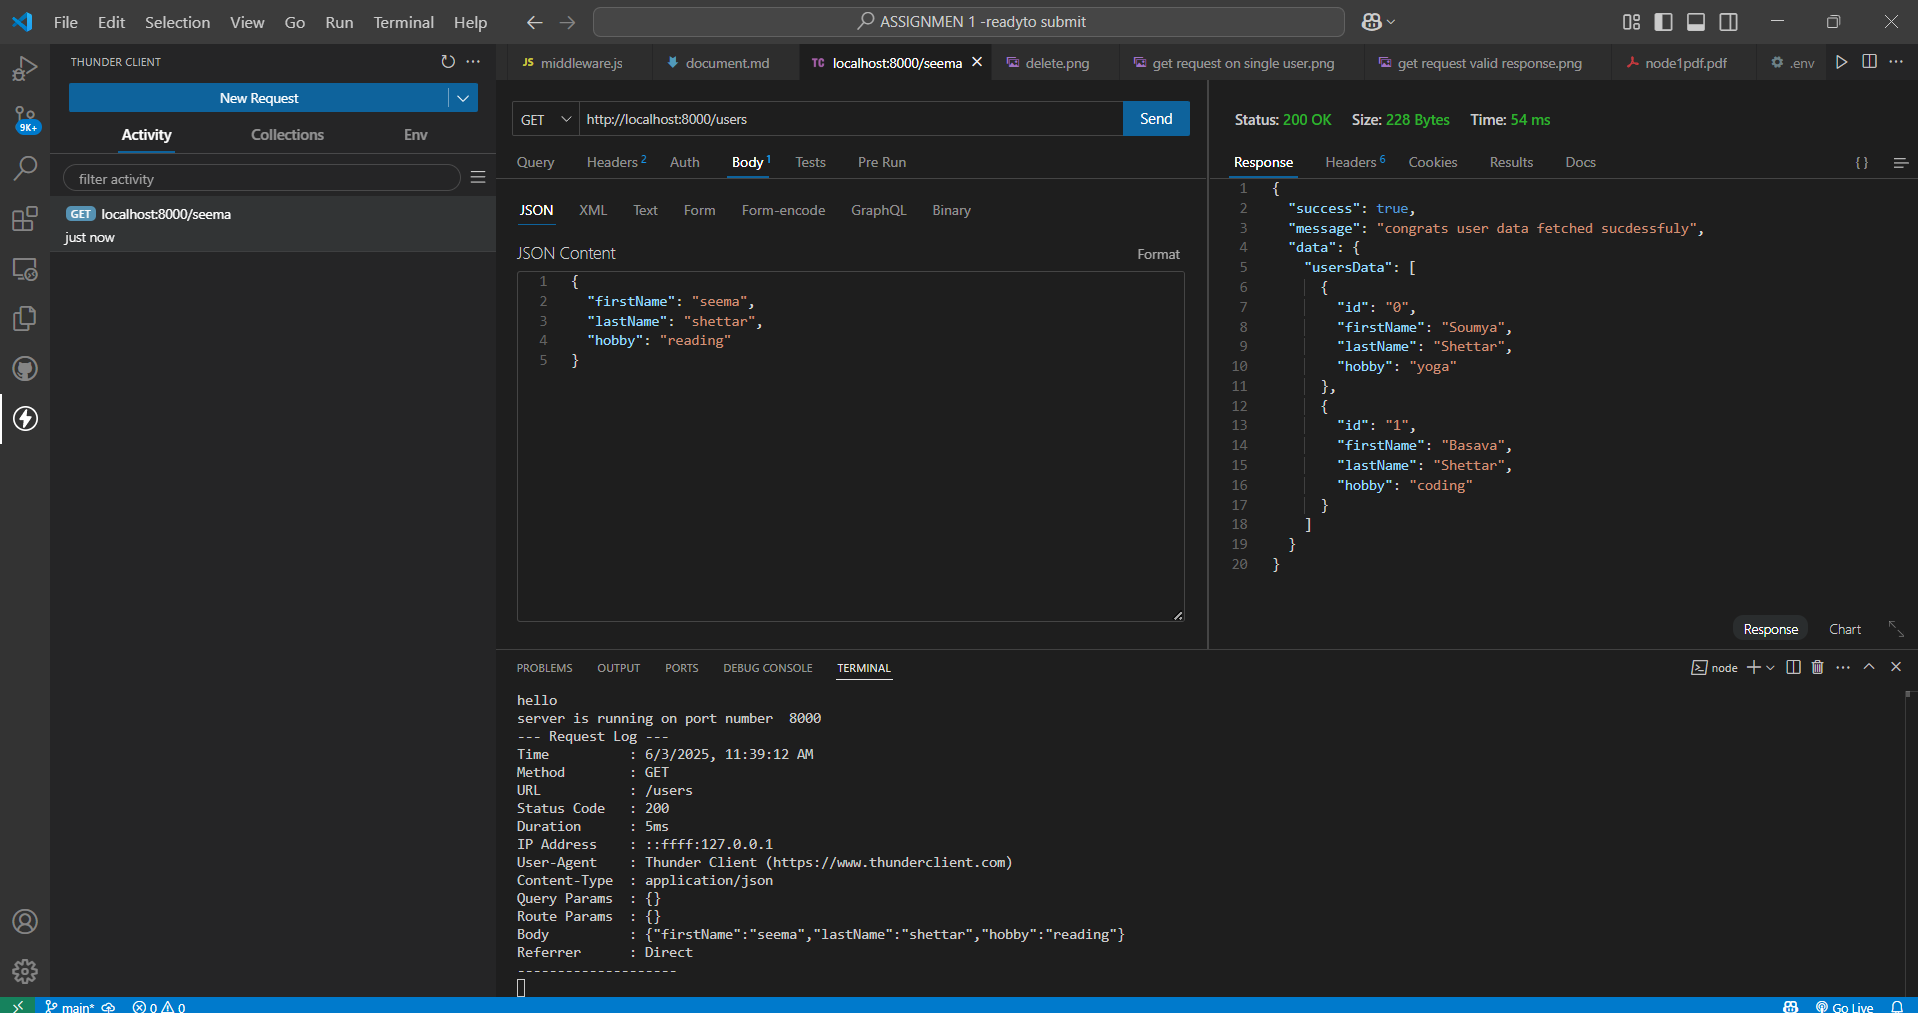 File Edit Selection View Go Run Terminal Help
ASSIGNMEN 1 -readyto submit
THUNDER CLIENT
New Request
Activity Collections Env
filter activity
GET localhost:8000/seema
just now
9K+
JS middleware.js
document.md
TC localhost:8000/seema
delete.png
get request on single user.png
get request valid response.png
node1pdf.pdf
.env
GET http://localhost:8000/users Send
Query Headers 2 Auth Body 1 Tests Pre Run
JSON XML Text Form Form-encode GraphQL Binary
JSON Content Format
1 {
2 "firstName": "seema",
3 "lastName": "shettar",
4 "hobby": "reading"
5 }
Status: 200 OK Size: 228 Bytes Time: 54 ms
Response Headers 6 Cookies Results Docs { }
1 {
2 "success": true,
3 "message": "congrats user data fetched sucdessfuly",
4 "data": {
5 "usersData": [
6 {
7 "id": "0",
8 "firstName": "Soumya",
9 "lastName": "Shettar",
10 "hobby": "yoga"
11 },
12 {
13 "id": "1",
14 "firstName": "Basava",
15 "lastName": "Shettar",
16 "hobby": "coding"
17 }
18 ]
19 }
20 }
Response Chart
PROBLEMS OUTPUT PORTS DEBUG CONSOLE TERMINAL
node
hello
server is running on port number  8000
--- Request Log ---
Time : 6/3/2025, 11:39:12 AM
Method : GET
URL : /users
Status Code : 200
Duration : 5ms
IP Address : ::ffff:127.0.0.1
User-Agent : Thunder Client (https://www.thunderclient.com)
Content-Type : application/json
Query Params : {}
Route Params : {}
Body : {"firstName":"seema","lastName":"shettar","hobby":"reading"}
Referrer : Direct
--------------------
main* 0 0
Go Live